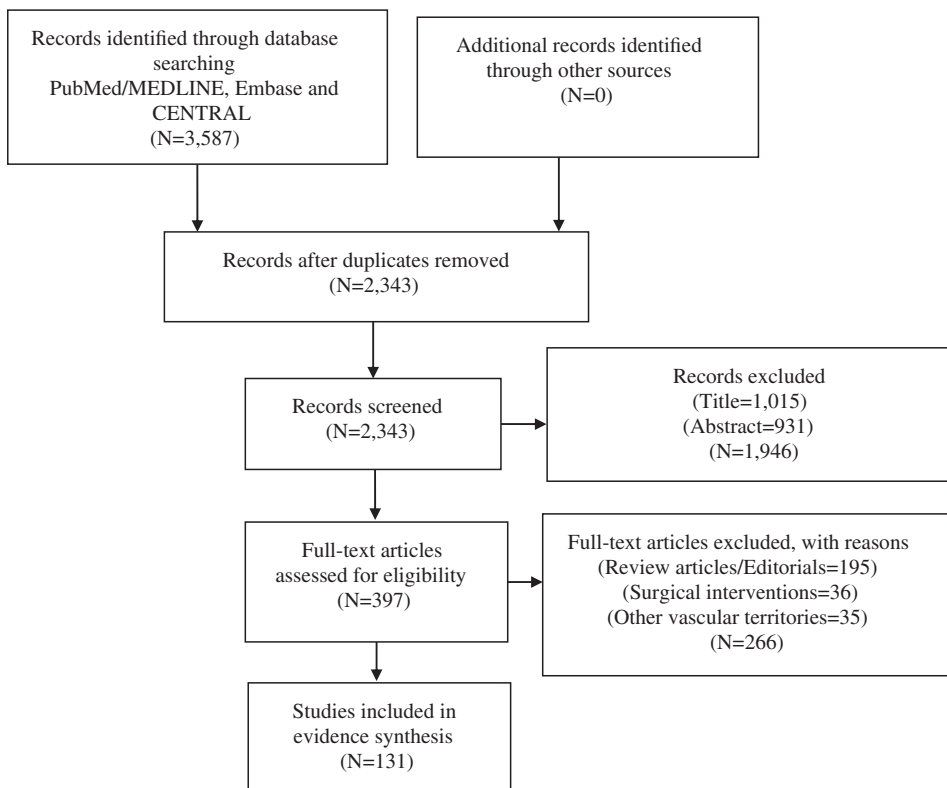 Records identified through database
searching
PubMed/MEDLINE, Embase and
CENTRAL
(N=3,587)
Additional records identified
through other sources
(N=0)
Records after duplicates removed
(N=2,343)
Records screened
(N=2,343)
Records excluded
(Title=1,015)
(Abstract=931)
(N=1,946)
Full-text articles
assessed for eligibility
(N=397)
Full-text articles excluded, with reasons
(Review articles/Editorials=195)
(Surgical interventions=36)
(Other vascular territories=35)
(N=266)
Studies included in
evidence synthesis
(N=131)